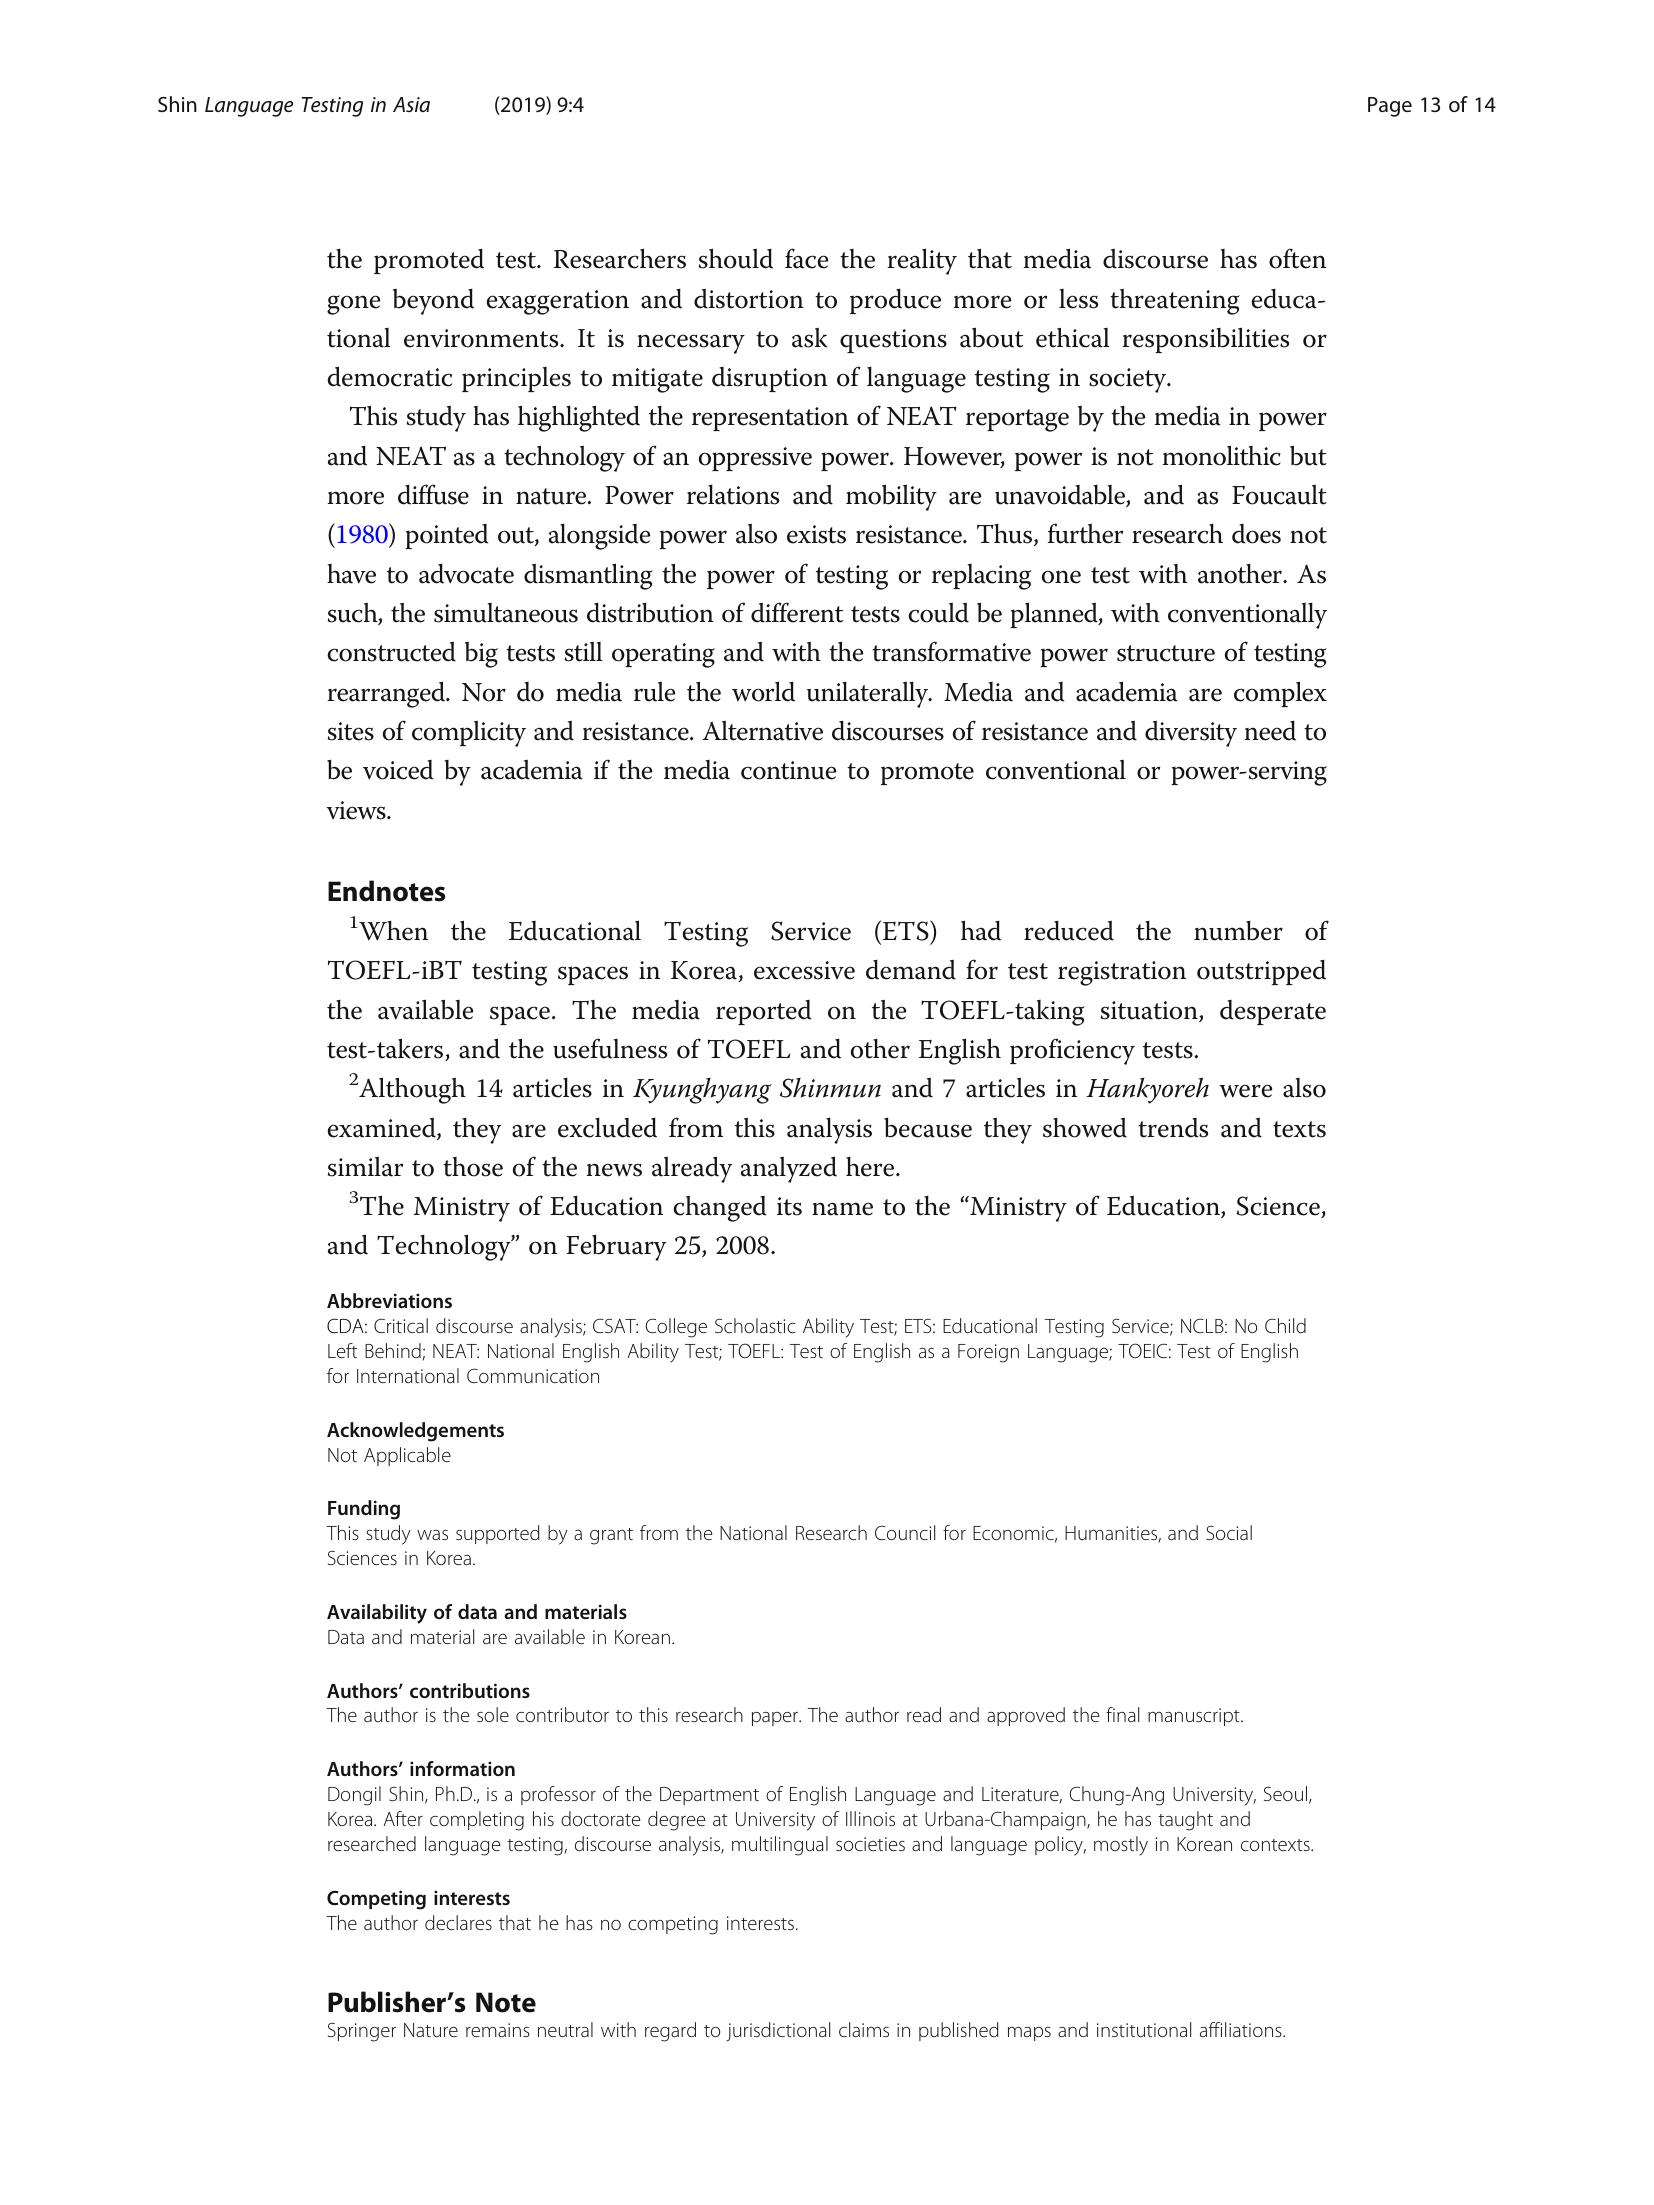 Shin Language Testing in Asia (2019) 9:4 Page 13 of 14
the promoted test. Researchers should face the reality that media discourse has often
gone beyond exaggeration and distortion to produce more or less threatening educa-
tional environments. It is necessary to ask questions about ethical responsibilities or
democratic principles to mitigate disruption of language testing in society.
This study has highlighted the representation of NEAT reportage by the media in power
and NEAT as a technology of an oppressive power. However, power is not monolithic but
more diffuse in nature. Power relations and mobility are unavoidable, and as Foucault
(1980) pointed out, alongside power also exists resistance. Thus, further research does not
have to advocate dismantling the power of testing or replacing one test with another. As
such, the simultaneous distribution of different tests could be planned, with conventionally
constructed big tests still operating and with the transformative power structure of testing
rearranged. Nor do media rule the world unilaterally. Media and academia are complex
sites of complicity and resistance. Alternative discourses of resistance and diversity need to
be voiced by academia if the media continue to promote conventional or power-serving
views.
Endnotes
1When the Educational Testing Service (ETS) had reduced the number of
TOEFL-iBT testing spaces in Korea, excessive demand for test registration outstripped
the available space. The media reported on the TOEFL-taking situation, desperate
test-takers, and the usefulness of TOEFL and other English proficiency tests.
2Although 14 articles in Kyunghyang Shinmun and 7 articles in Hankyoreh were also
examined, they are excluded from this analysis because they showed trends and texts
similar to those of the news already analyzed here.
3The Ministry of Education changed its name to the “Ministry of Education, Science,
and Technology” on February 25, 2008.
Abbreviations
CDA: Critical discourse analysis; CSAT: College Scholastic Ability Test; ETS: Educational Testing Service; NCLB: No Child
Left Behind; NEAT: National English Ability Test; TOEFL: Test of English as a Foreign Language; TOEIC: Test of English
for International Communication
Acknowledgements
Not Applicable
Funding
This study was supported by a grant from the National Research Council for Economic, Humanities, and Social
Sciences in Korea.
Availability of data and materials
Data and material are available in Korean.
Authors’ contributions
The author is the sole contributor to this research paper. The author read and approved the final manuscript.
Authors’ information
Dongil Shin, Ph.D., is a professor of the Department of English Language and Literature, Chung-Ang University, Seoul,
Korea. After completing his doctorate degree at University of Illinois at Urbana-Champaign, he has taught and
researched language testing, discourse analysis, multilingual societies and language policy, mostly in Korean contexts.
Competing interests
The author declares that he has no competing interests.
Publisher’s Note
Springer Nature remains neutral with regard to jurisdictional claims in published maps and institutional affiliations.